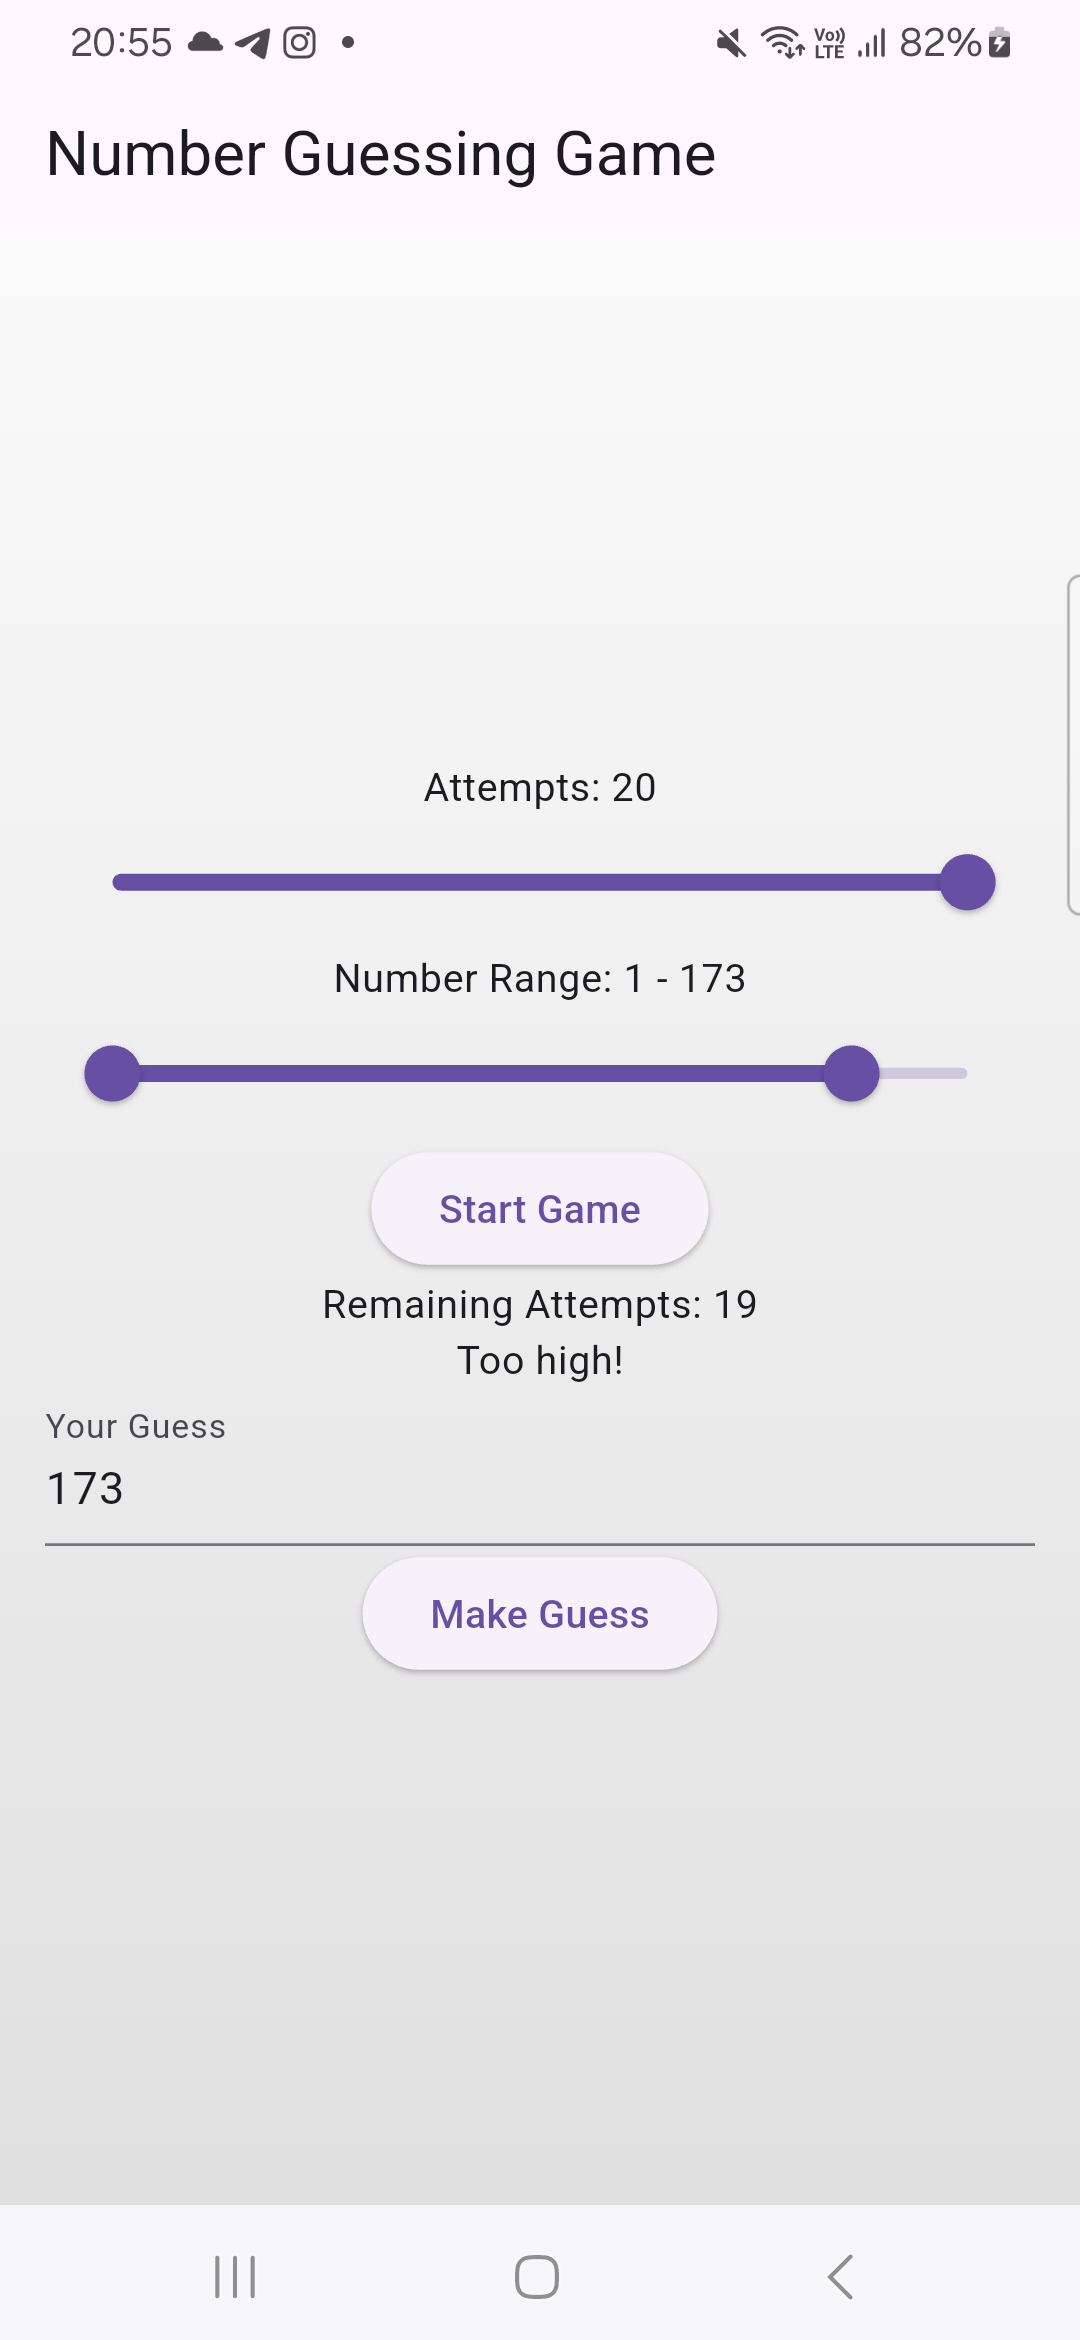 20:55 Vo)) LTE 82%
Number Guessing Game
Attempts: 20
Number Range: 1 - 173
Start Game
Remaining Attempts: 19
Too high!
Your Guess
173
Make Guess